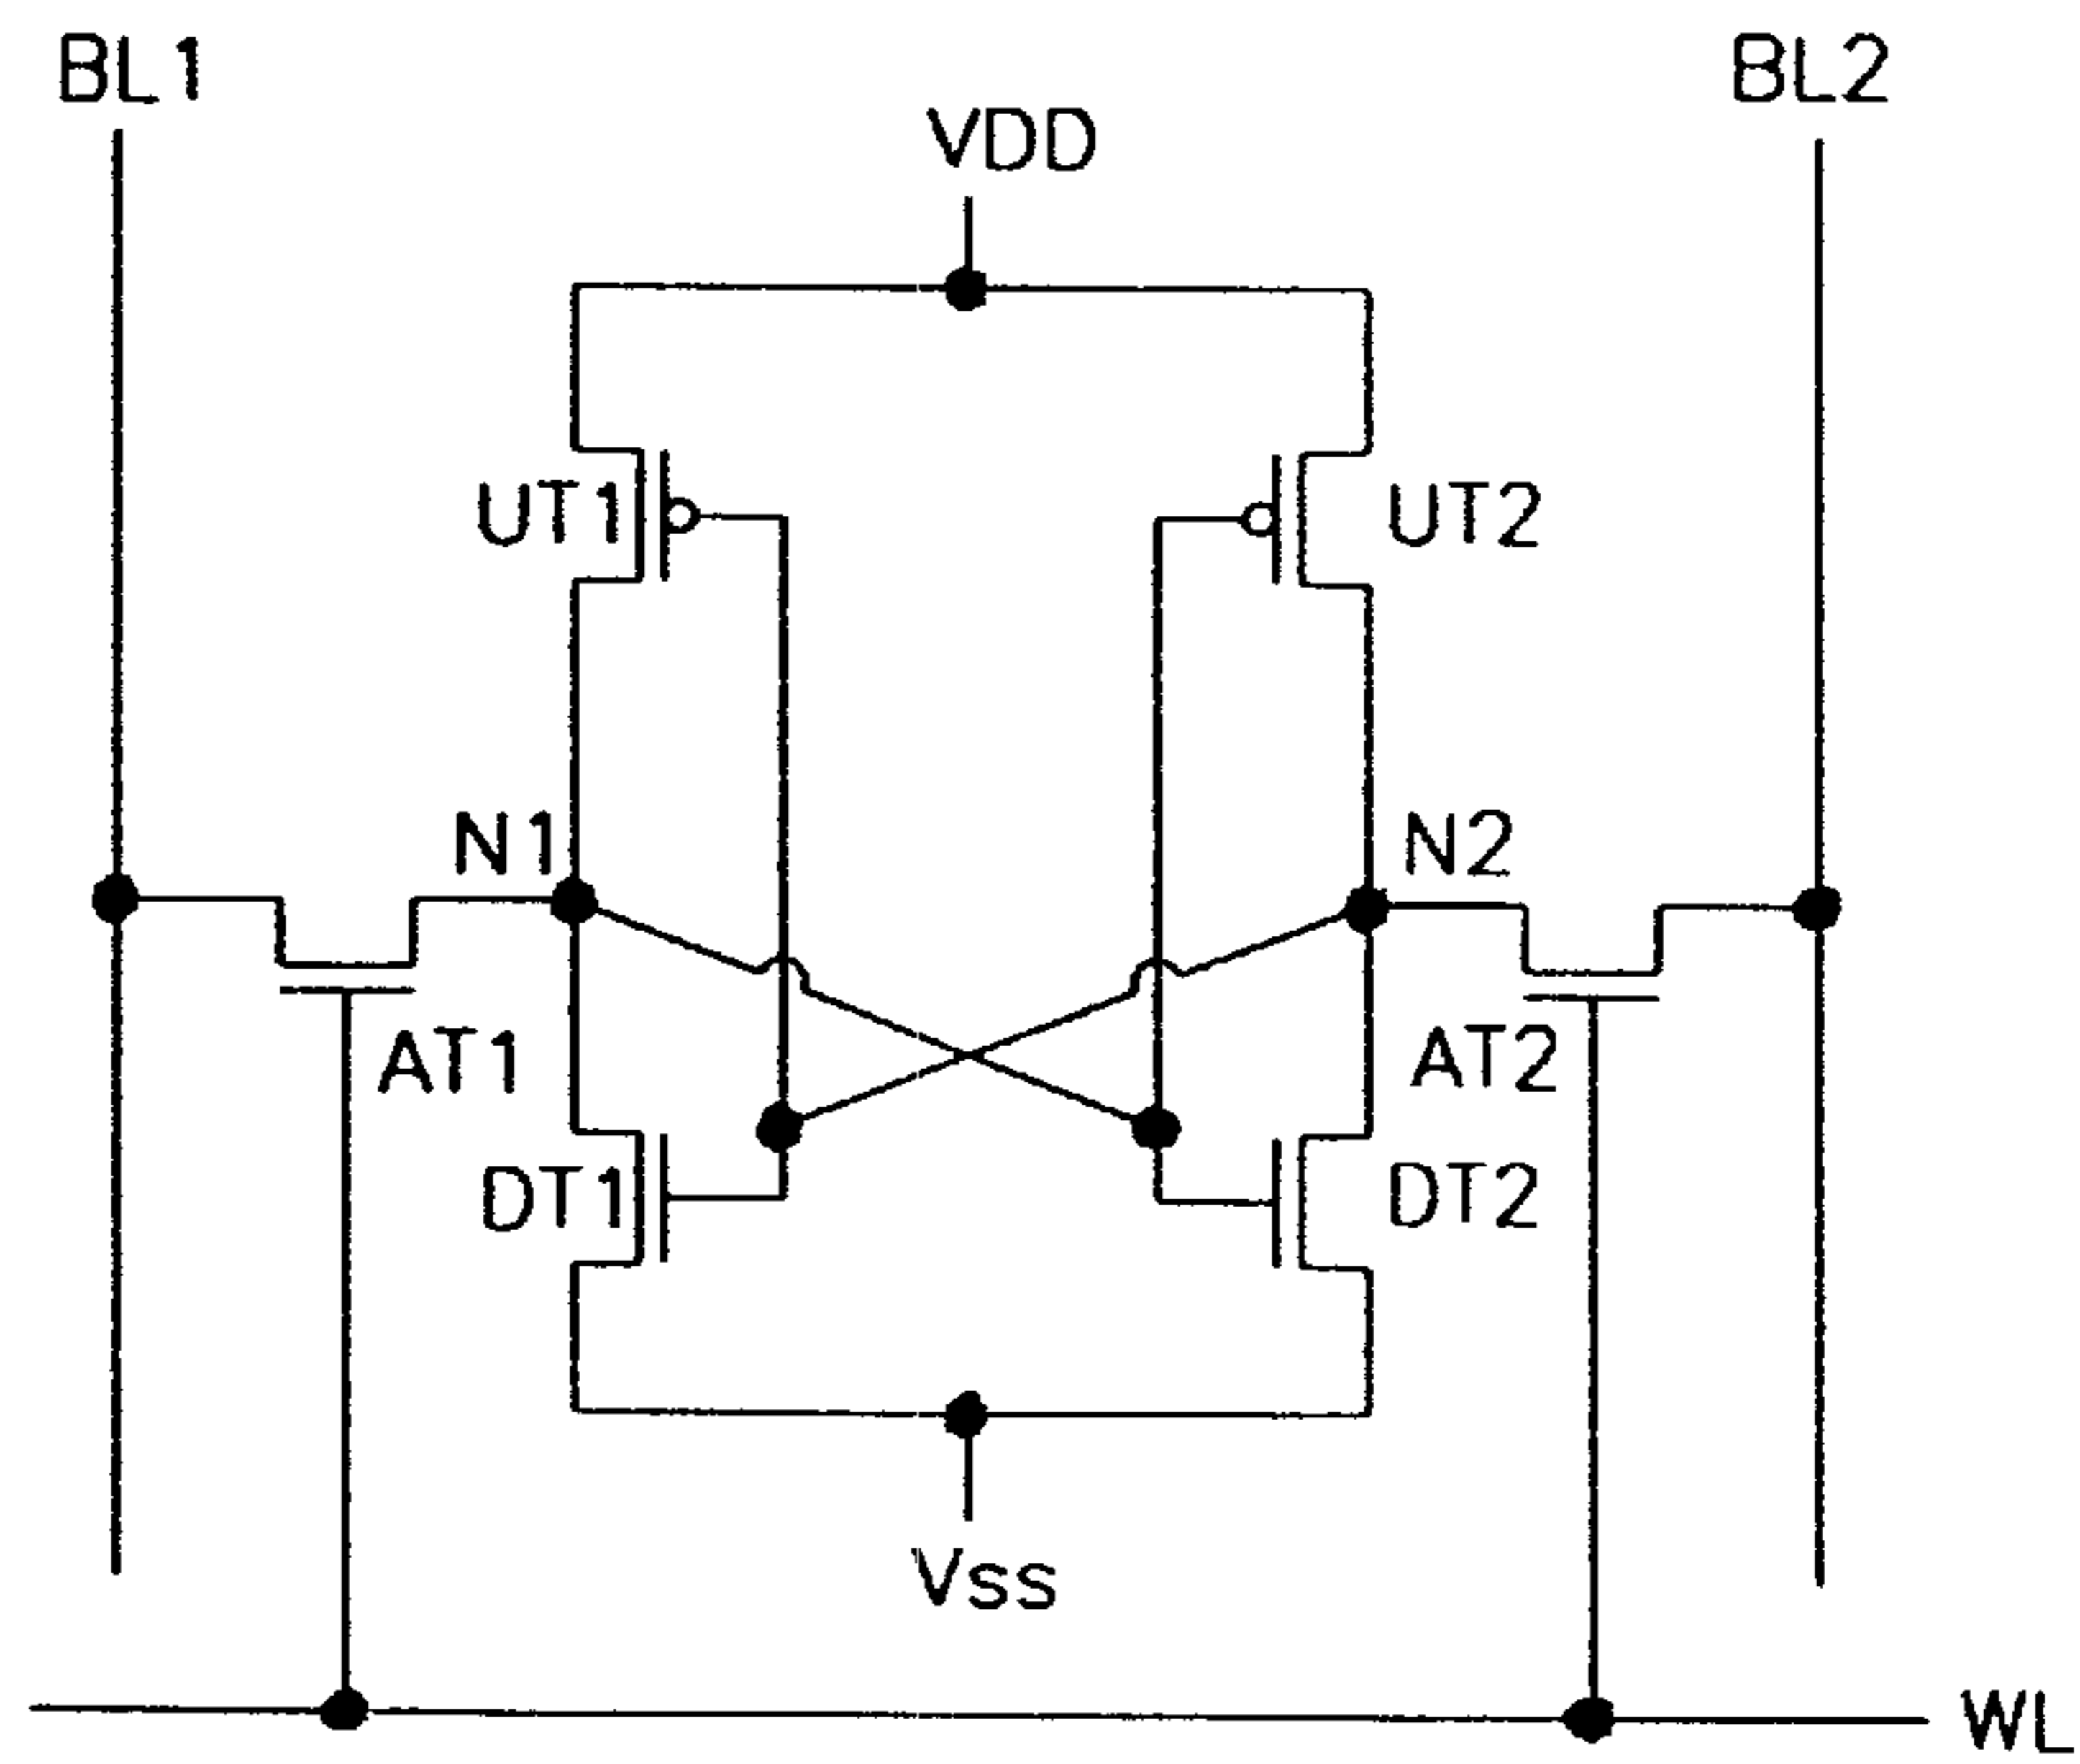 BL1
BL2
VDD
UT1
UT2
N1
N2
AT1
AT2
DT1
DT2
Vss
WL